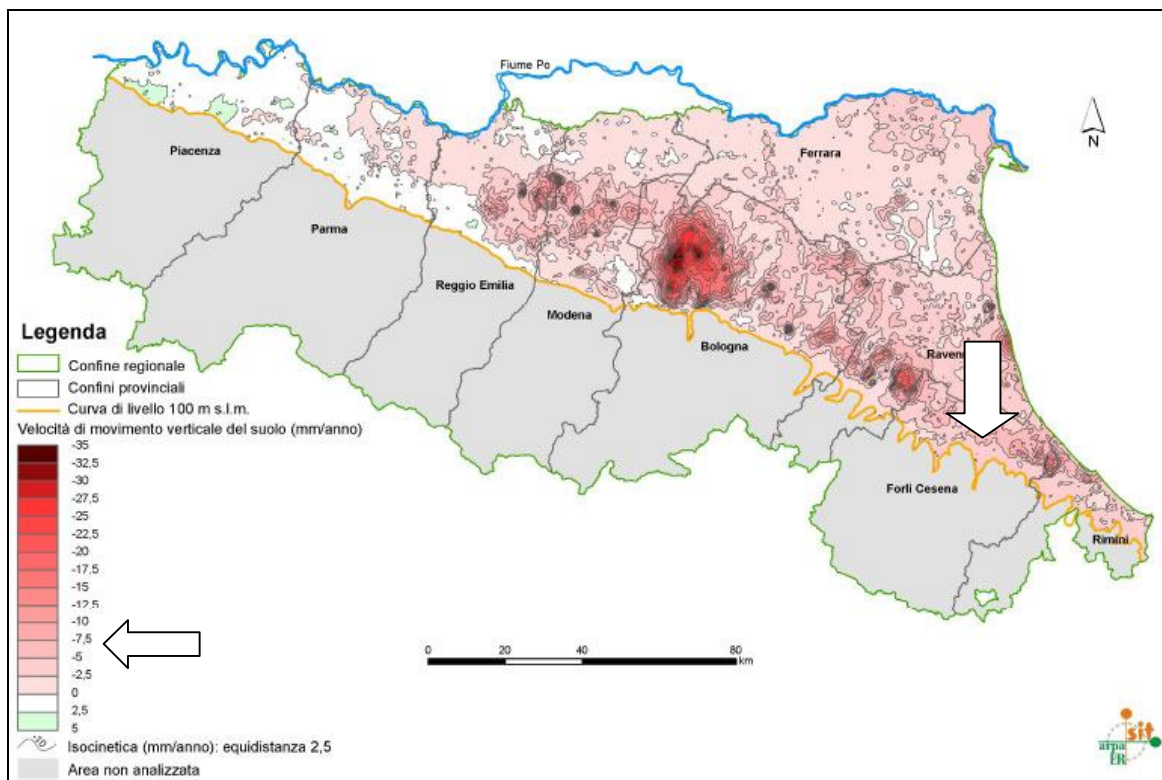 Fiume Po
N
Piacenza
Ferrara
Parma
Reggio Emilia
Modena
Bologna
Raven
Forli Cesena
Rimini
Legenda
Confine regionale
Confini provinciali
Curva di livello 100 m s.l.m.
Velocità di movimento verticale del suolo (mm/anno)
-35
-32,5
-30
-27,5
-25
-22,5
-20
-17,5
-15
-12,5
-10
-7,5
-5
-2,5
0
2,5
5
-10
Isocinetica (mm/anno): equidistanza 2,5
Area non analizzata
0 20 40 60 80
km
sit
arpa
ER